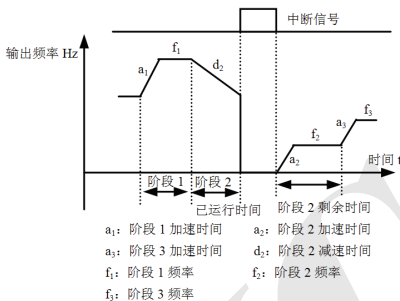 中断信号
输出频率 Hz
f₁
a₁
d₂
a₃
f₃
f₂
a₂
时间 t
阶段 1
阶段 2
已运行时间
阶段 2 剩余时间
a₁：阶段 1 加速时间
a₂：阶段 2 加速时间
a₃：阶段 3 加速时间
d₂：阶段 2 减速时间
f₁：阶段 1 频率
f₂：阶段 2 频率
f₃：阶段 3 频率